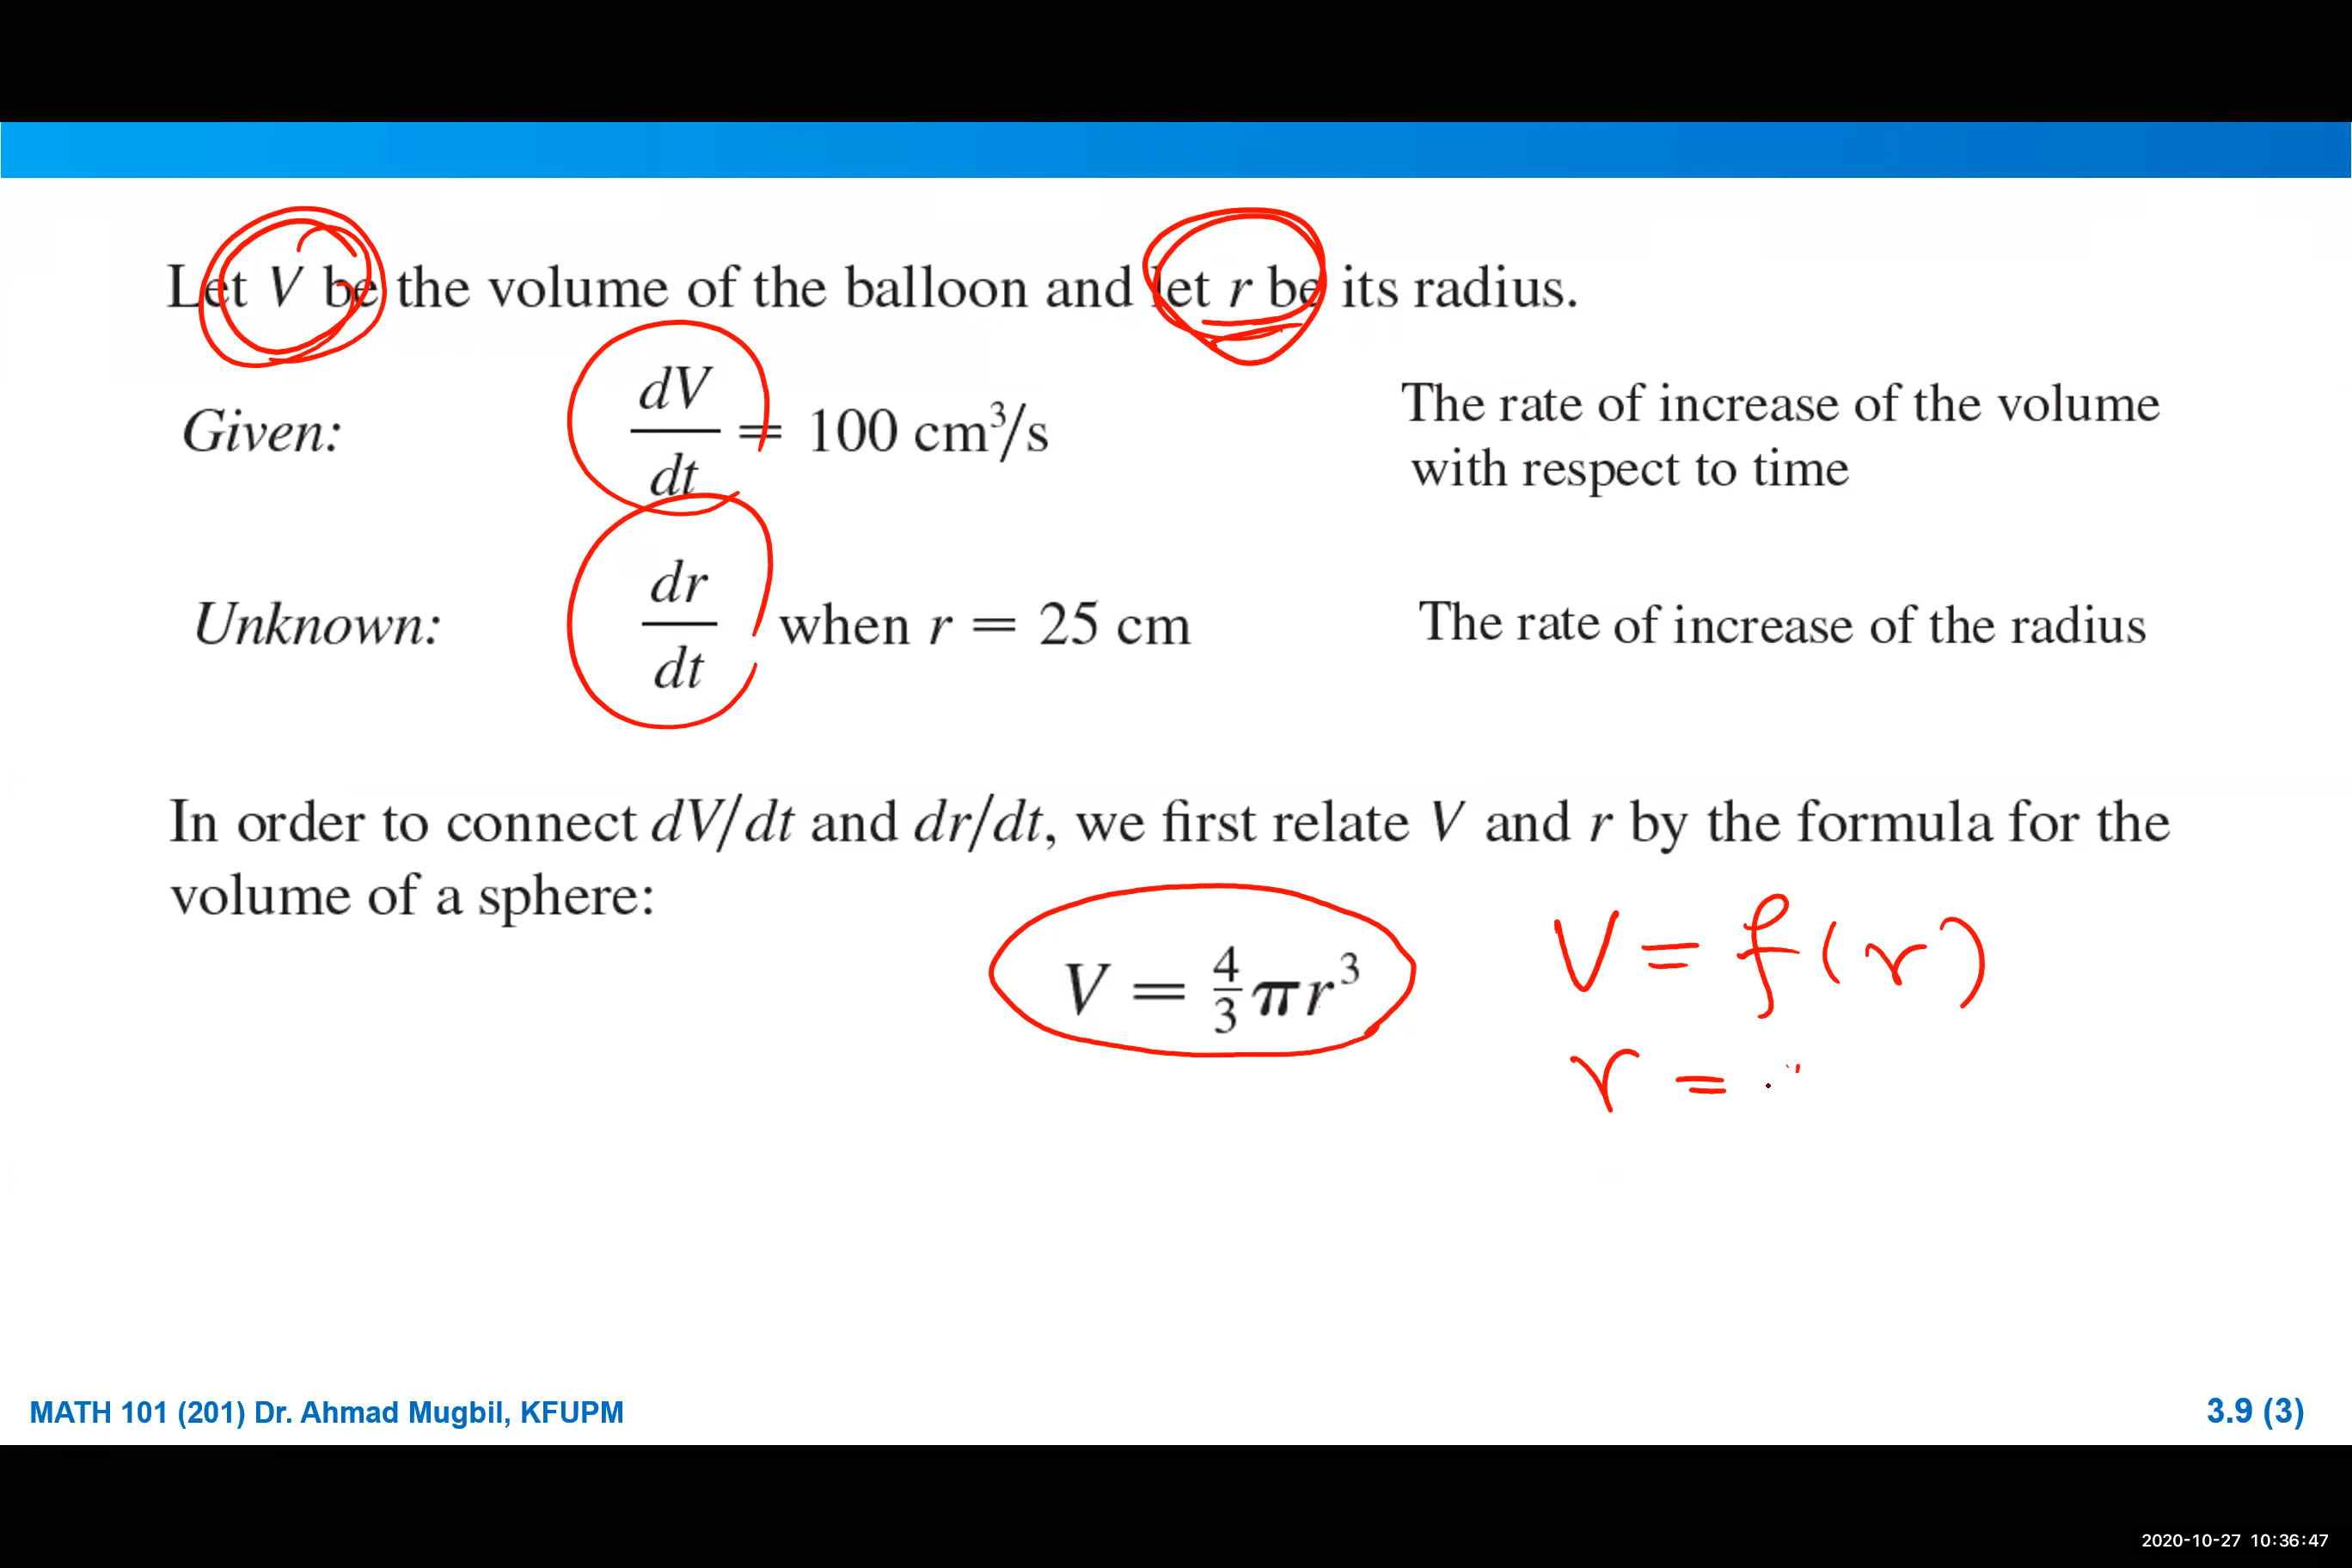 Let V be the volume of the balloon and let r be its radius.
Given: dV/dt = 100 cm³/s The rate of increase of the volume
with respect to time
Unknown: dr/dt when r = 25 cm The rate of increase of the radius
In order to connect dV/dt and dr/dt, we first relate V and r by the formula for the
volume of a sphere:
V = 4/3 πr³ V = f(r)
r =
MATH 101 (201) Dr. Ahmad Mugbil, KFUPM 3.9 (3)
2020-10-27 10:36:47